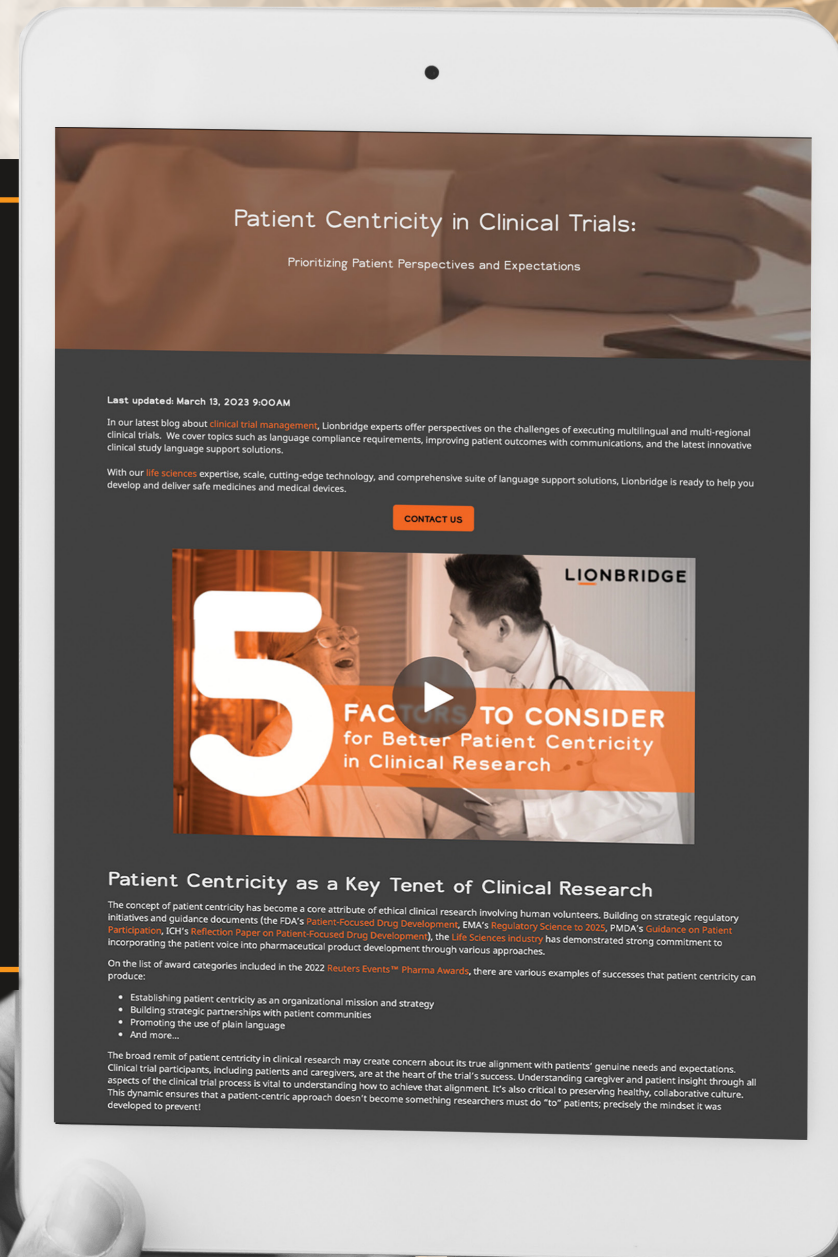 Patient Centricity in Clinical Trials:
Prioritizing Patient Perspectives and Expectations
Last updated: March 13, 2023 9:00AM
In our latest blog about clinical trial management, Lionbridge experts offer perspectives on the challenges of executing multilingual and multi-regional
clinical trials. We cover topics such as language compliance requirements, improving patient outcomes with communications, and the latest innovative
clinical study language support solutions.
With our life sciences expertise, scale, cutting-edge technology, and comprehensive suite of language support solutions, Lionbridge is ready to help you
develop and deliver safe medicines and medical devices.
CONTACT US
LIONBRIDGE
5
FACTORS TO CONSIDER
for Better Patient Centricity
in Clinical Research
Patient Centricity as a Key Tenet of Clinical Research
The concept of patient centricity has become a core attribute of ethical clinical research involving human volunteers. Building on strategic regulatory
initiatives and guidance documents (the FDA's Patient-Focused Drug Development, EMA's Regulatory Science to 2025, PMDA's Guidance on Patient
Participation, ICH's Reflection Paper on Patient-Focused Drug Development), the Life Sciences industry has demonstrated strong commitment to
incorporating the patient voice into pharmaceutical product development through various approaches.
On the list of award categories included in the 2022 Reuters Events™ Pharma Awards, there are various examples of successes that patient centricity can
produce:
• Establishing patient centricity as an organizational mission and strategy
• Building strategic partnerships with patient communities
• Promoting the use of plain language
• And more...
The broad remit of patient centricity in clinical research may create concern about its true alignment with patients' genuine needs and expectations.
Clinical trial participants, including patients and caregivers, are at the heart of the trial's success. Understanding caregiver and patient insight through all
aspects of the clinical trial process is vital to understanding how to achieve that alignment. It's also critical to preserving healthy, collaborative culture.
This dynamic ensures that a patient-centric approach doesn't become something researchers must do "to" patients; precisely the mindset it was
developed to prevent!